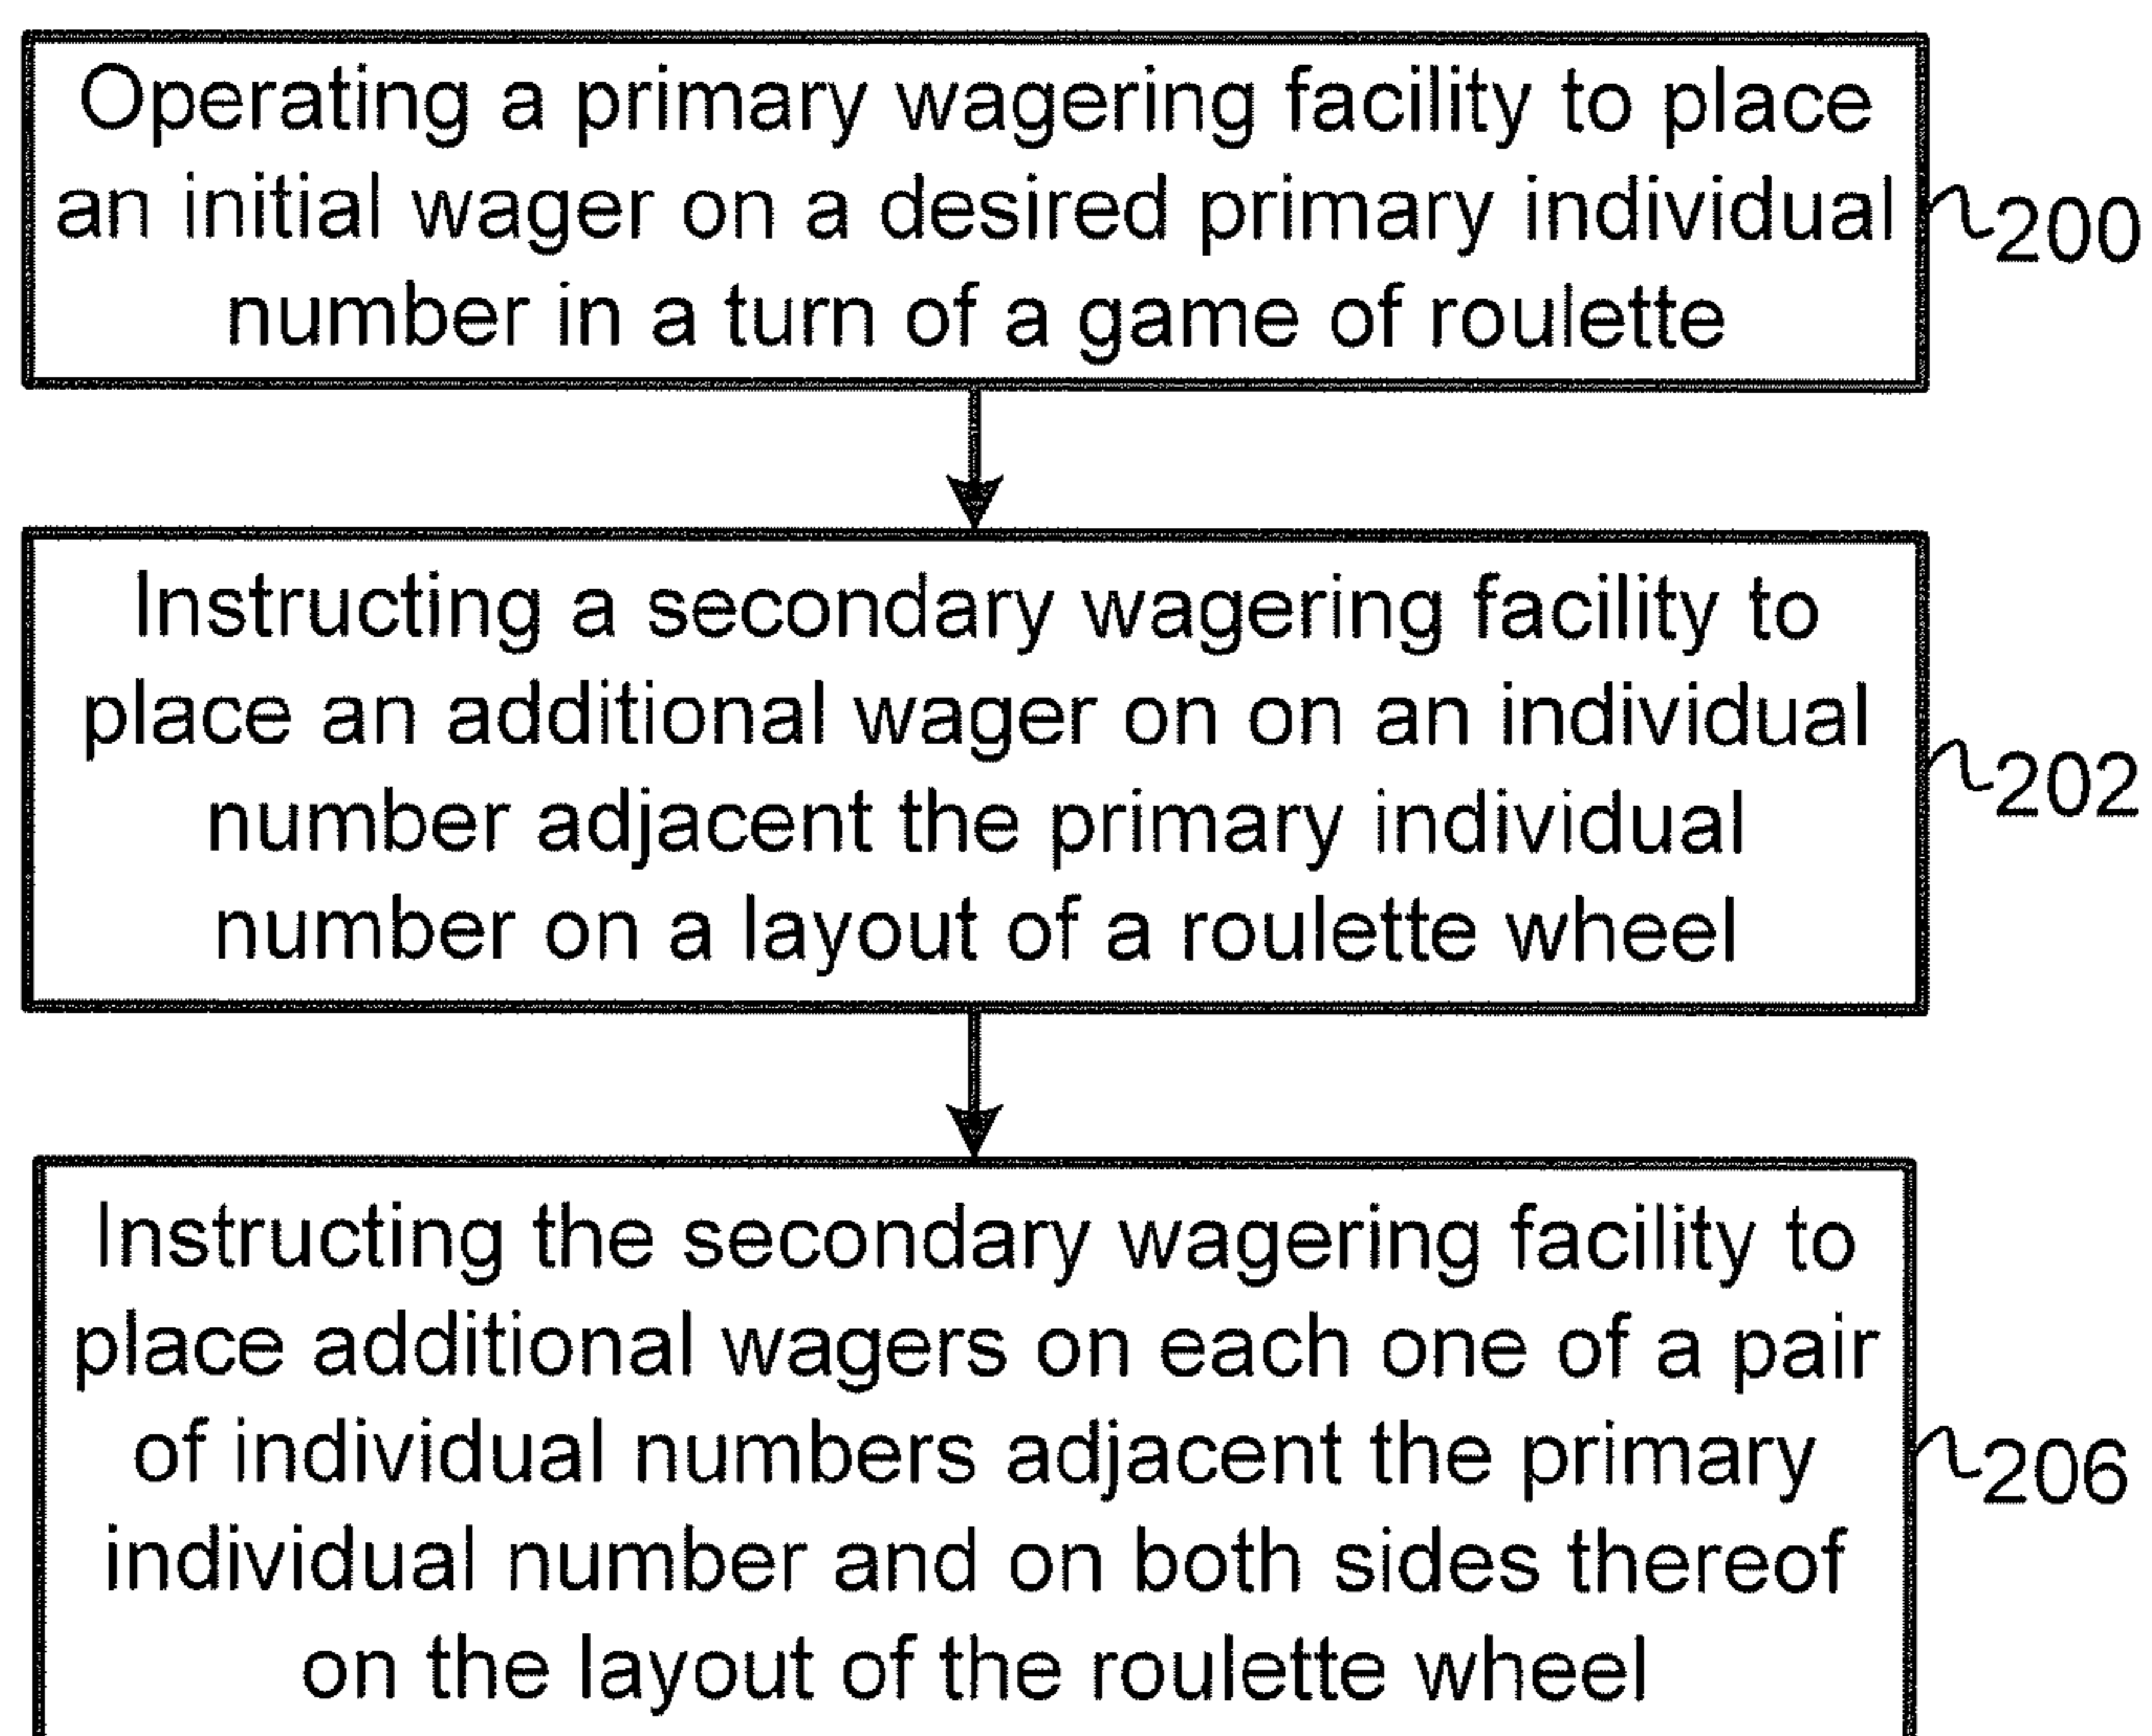 Operating a primary wagering facility to place
an initial wager on a desired primary individual
number in a turn of a game of roulette
200
Instructing a secondary wagering facility to
place an additional wager on on an individual
number adjacent the primary individual
number on a layout of a roulette wheel
202
Instructing the secondary wagering facility to
place additional wagers on each one of a pair
of individual numbers adjacent the primary
individual number and on both sides thereof
on the layout of the roulette wheel
206